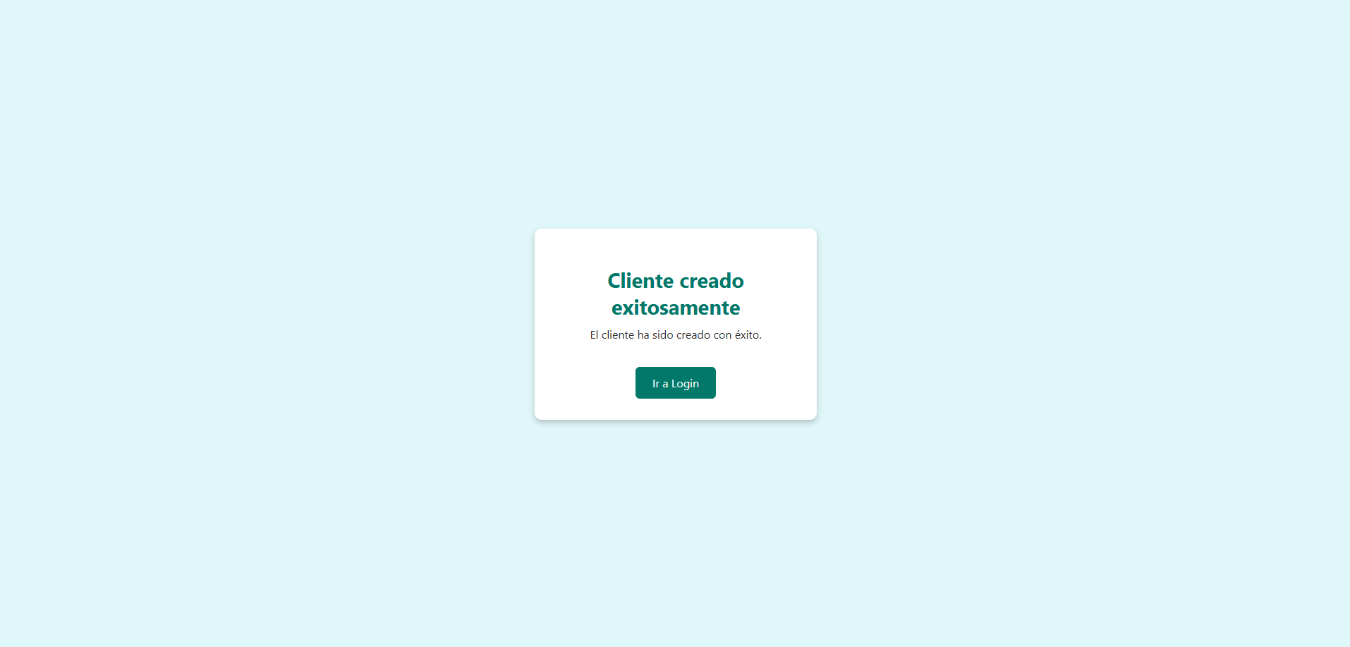 Cliente creado
exitosamente
El cliente ha sido creado con éxito.
Ir a Login